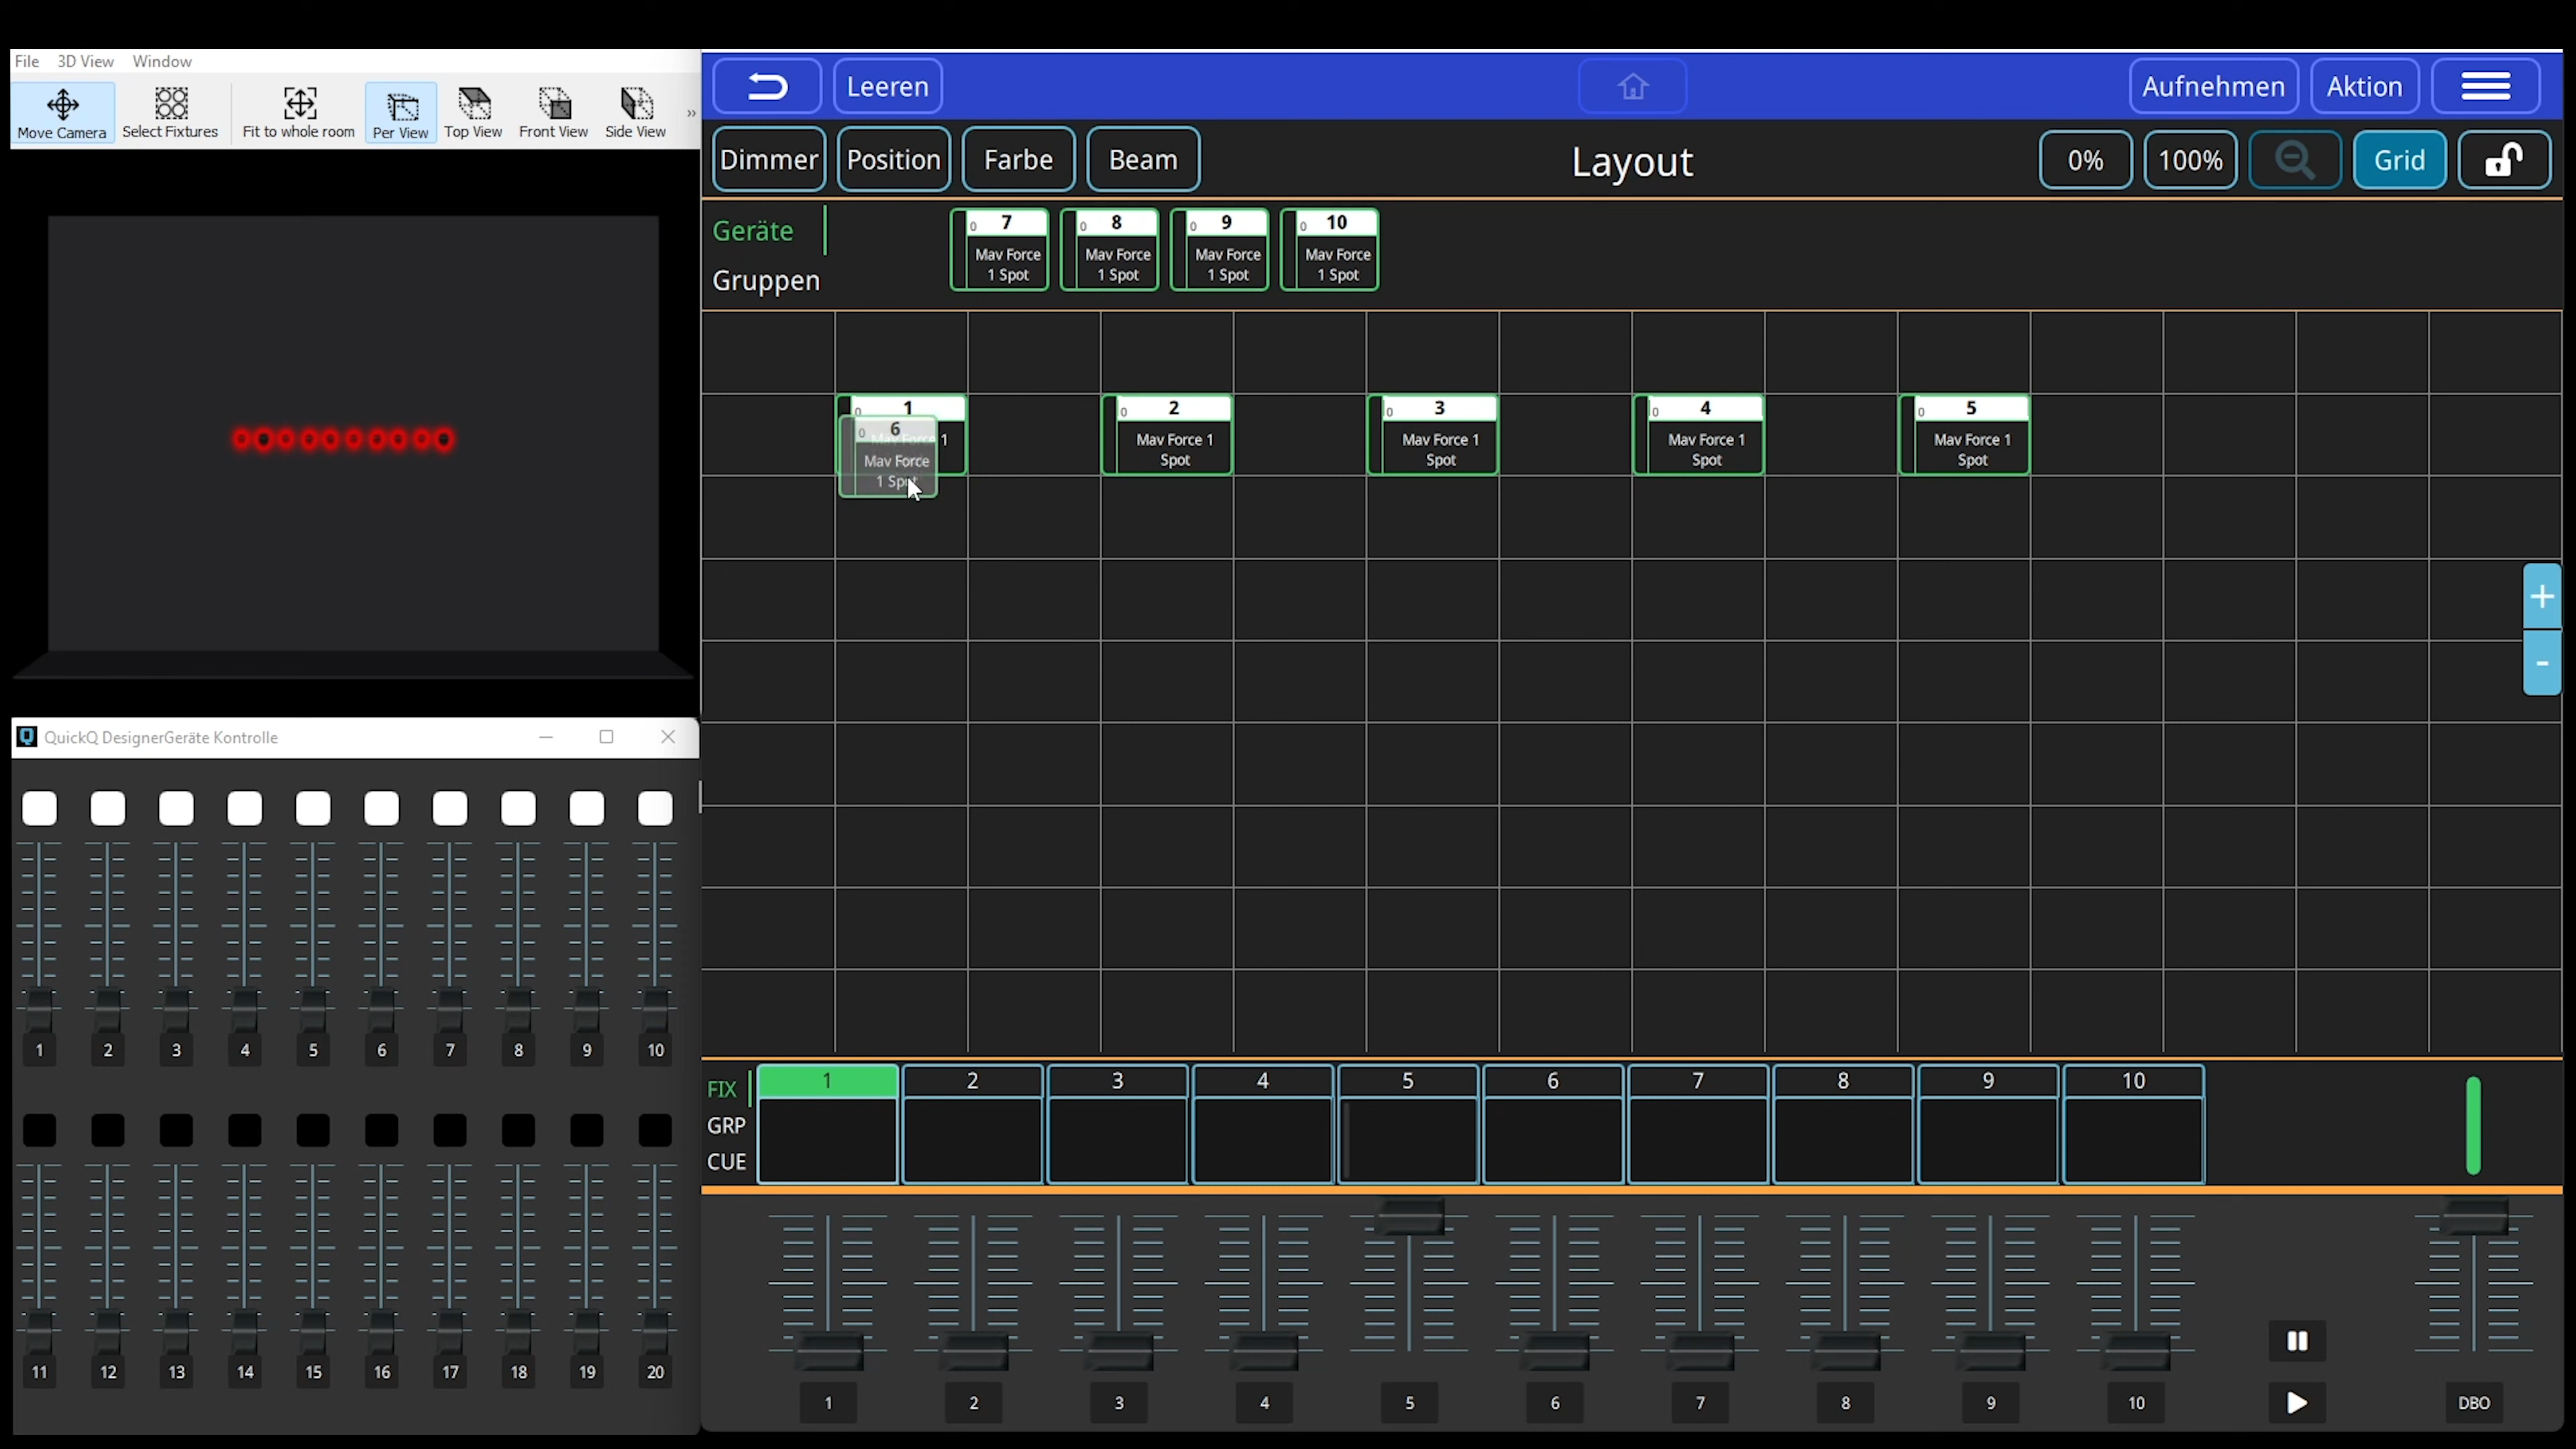 File 3D View Window
Move Camera Select Fixtures Fit to whole room Per View Top View Front View Side View »
Leeren Aufnehmen Aktion
Dimmer Position Farbe Beam Layout 0% 100% Grid
Geräte
Gruppen
0 7 0 8 0 9 0 10
Mav Force Mav Force Mav Force Mav Force
1 Spot 1 Spot 1 Spot 1 Spot
0 1 0 2 0 3 0 4 0 5
Mav Force 1 Mav Force 1 Mav Force 1 Mav Force 1 Mav Force 1
Spot Spot Spot Spot
0 6
Mav Force
1 Spot
+
-
QuickQ DesignerGeräte Kontrolle
1 2 3 4 5 6 7 8 9 10
11 12 13 14 15 16 17 18 19 20
FIX 1 2 3 4 5 6 7 8 9 10
GRP
CUE
1 2 3 4 5 6 7 8 9 10 DBO